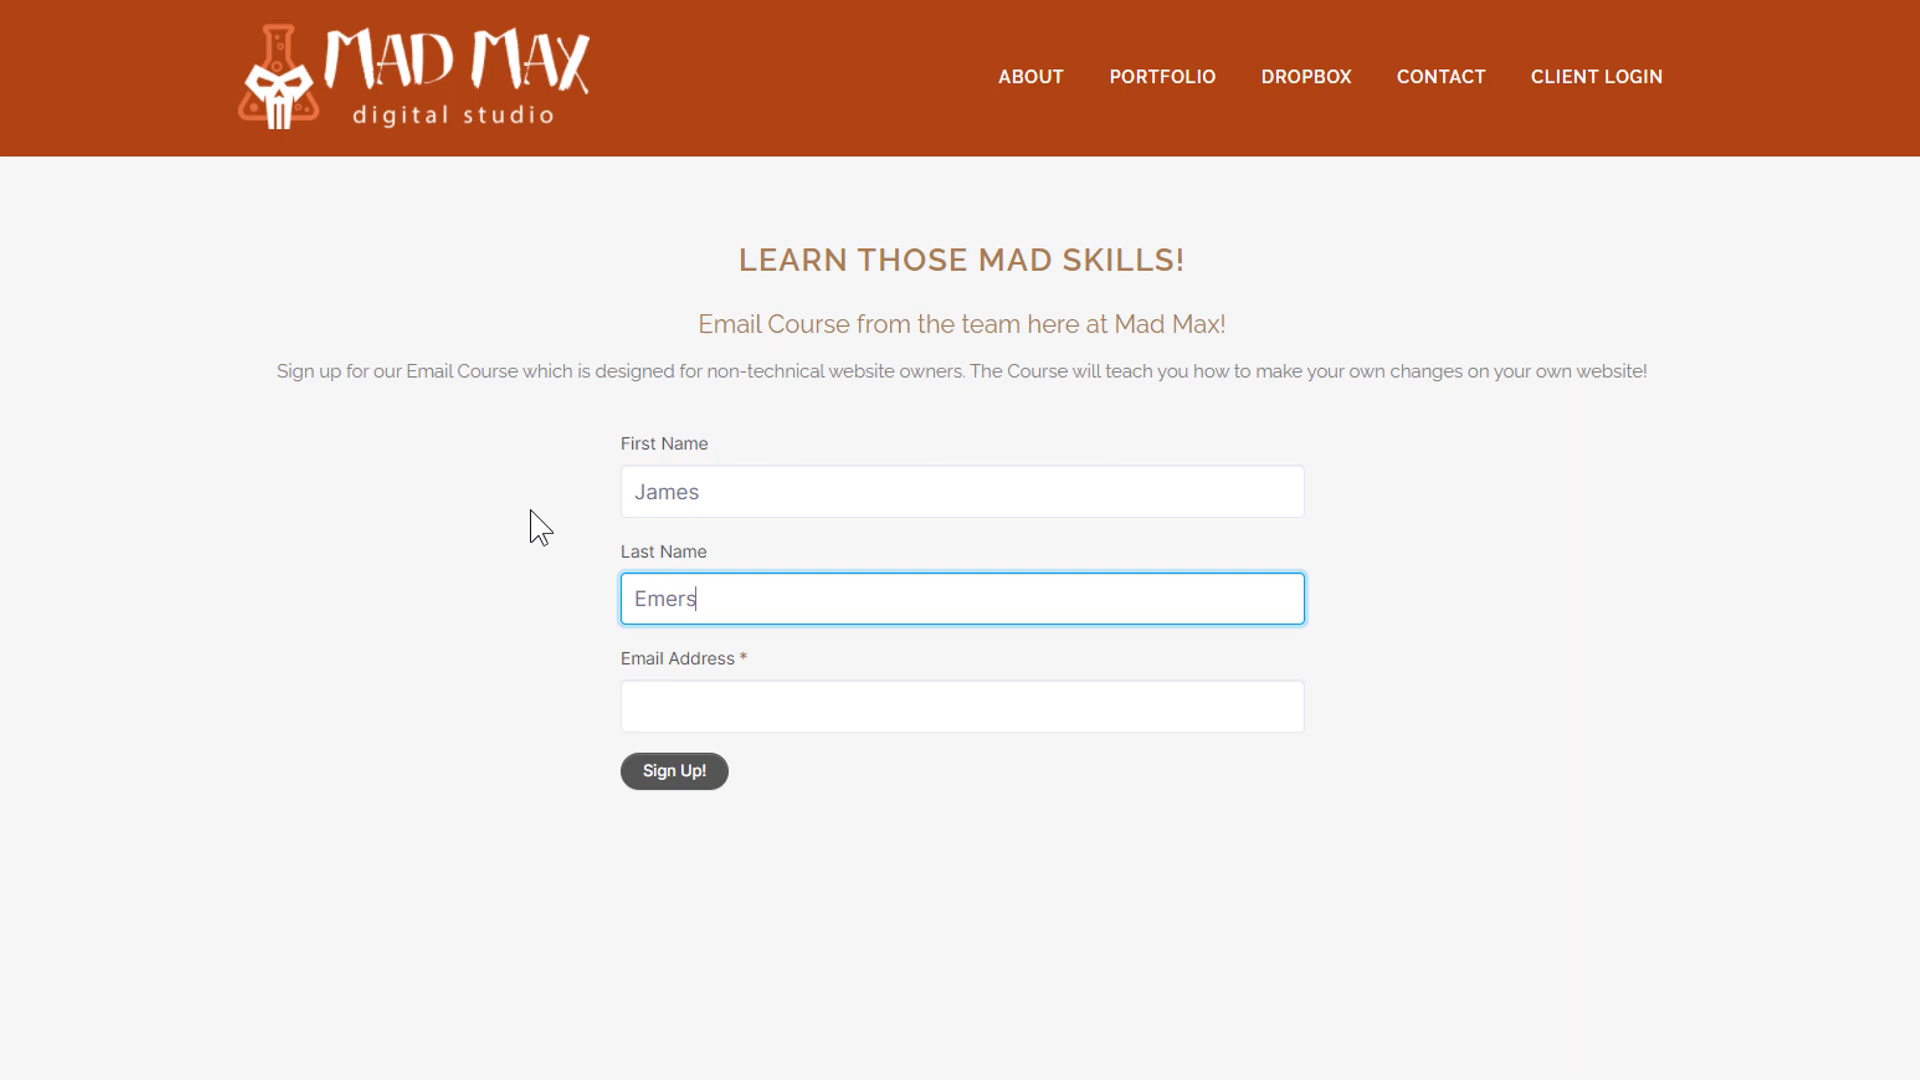 MAD MAX
digital studio
ABOUT PORTFOLIO DROPBOX CONTACT CLIENT LOGIN
LEARN THOSE MAD SKILLS!
Email Course from the team here at Mad Max!
Sign up for our Email Course which is designed for non-technical website owners. The Course will teach you how to make your own changes on your own website!
First Name
James
Last Name
Emers
Email Address *
Sign Up!